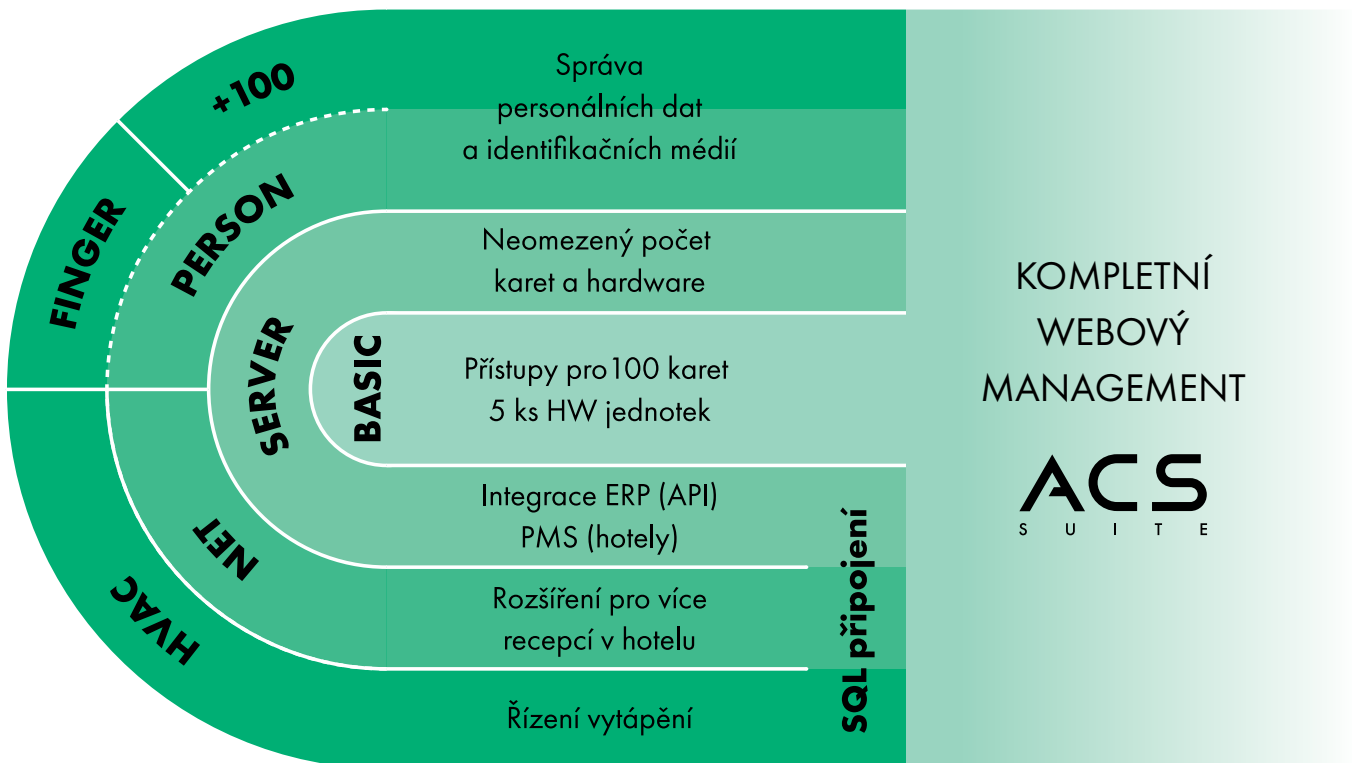 +100
FINGER
PERSON
SERVER
BASIC
NET
HVAC
Správa
personálních dat
a identifikačních médií
Neomezený počet
karet a hardware
Přístupy pro100 karet
5 ks HW jednotek
Integrace ERP (API)
PMS (hotely)
Rozšíření pro více
recepcí v hotelu
Řízení vytápění
SQL připojení
KOMPLETNÍ
WEBOVÝ
MANAGEMENT
ACS
SUITE